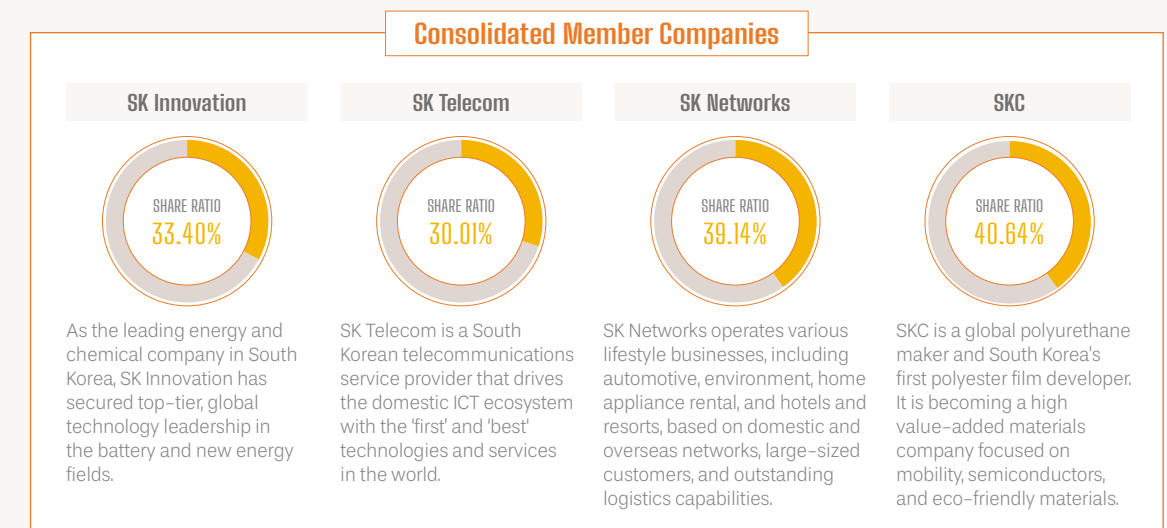 Consolidated Member Companies
SK Innovation
SHARE RATIO
33.40%
As the leading energy and
chemical company in South
Korea, SK Innovation has
secured top-tier, global
technology leadership in
the battery and new energy
fields.
SK Telecom
SHARE RATIO
30.01%
SK Telecom is a South
Korean telecommunications
service provider that drives
the domestic ICT ecosystem
with the 'first' and 'best'
technologies and services
in the world.
SK Networks
SHARE RATIO
39.14%
SK Networks operates various
lifestyle businesses, including
automotive, environment, home
appliance rental, and hotels and
resorts, based on domestic and
overseas networks, large-sized
customers, and outstanding
logistics capabilities.
SKC
SHARE RATIO
40.64%
SKC is a global polyurethane
maker and South Korea's
first polyester film developer.
It is becoming a high
value-added materials
company focused on
mobility, semiconductors,
and eco-friendly materials.